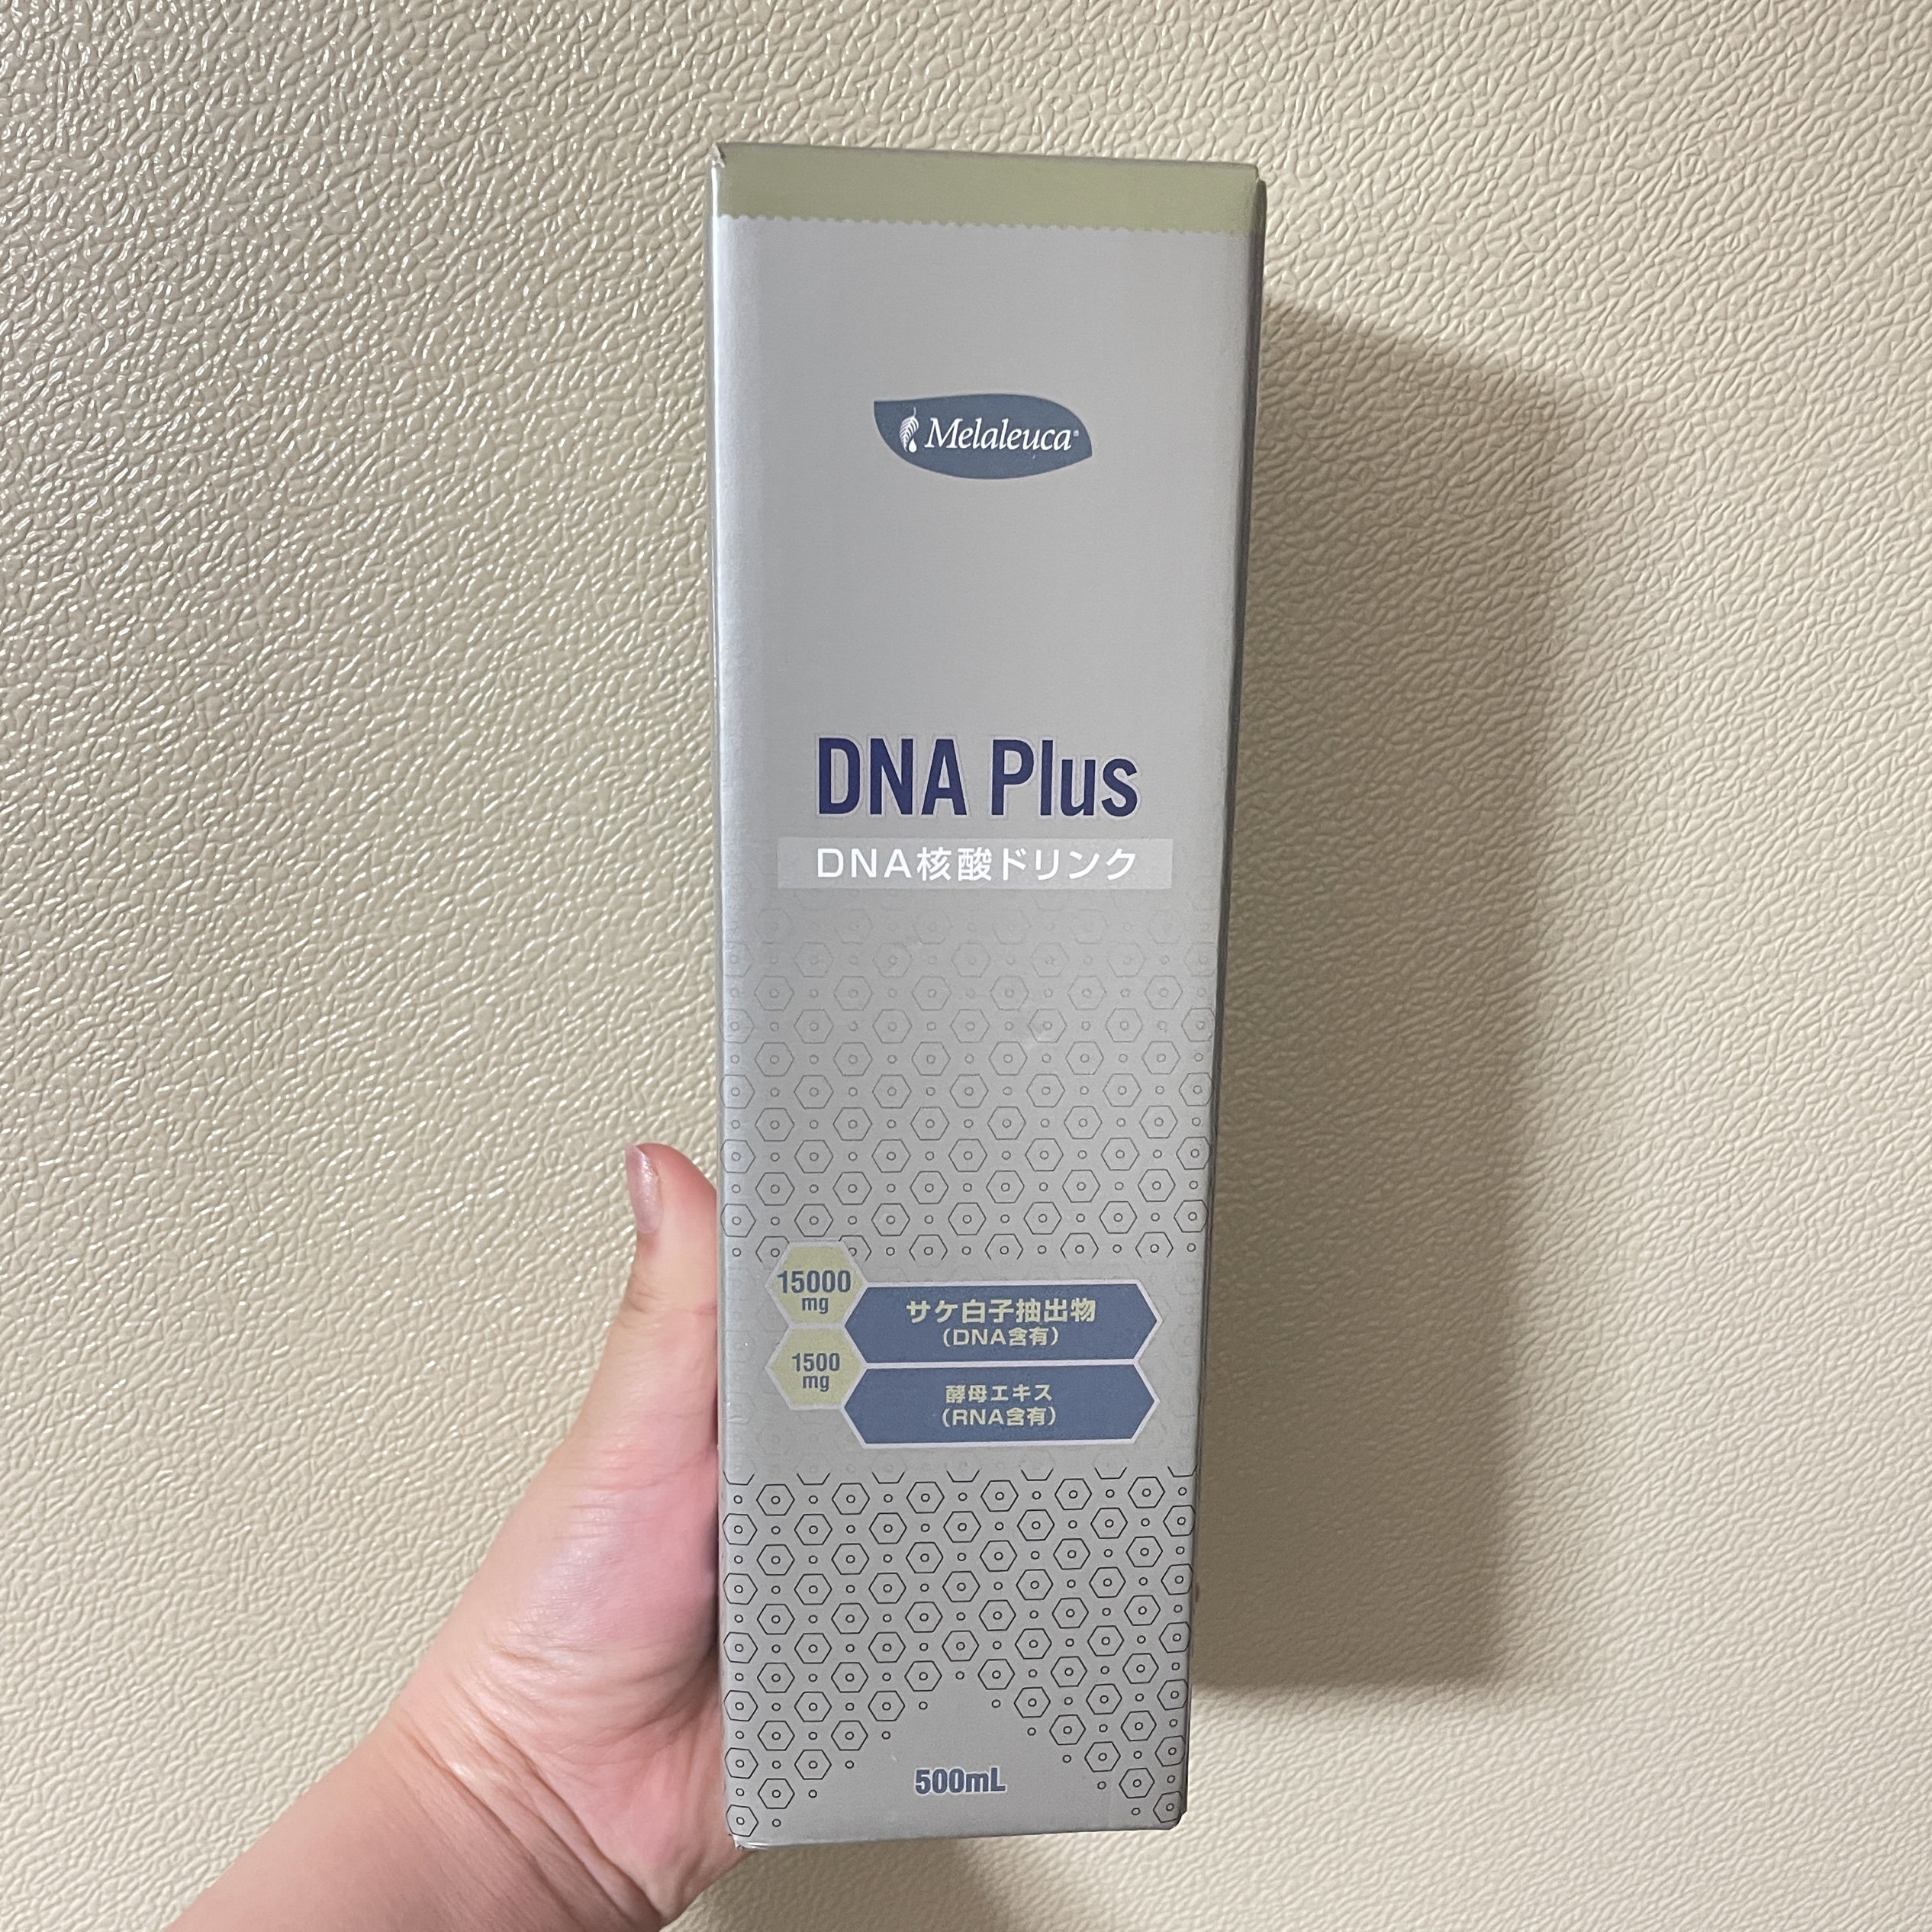 Melaleuca®
DNA Plus
DNA核酸ドリンク
15000
mg
サケ白子抽出物
(DNA含有)
1500
mg
酵母エキス
(RNA含有)
500mL